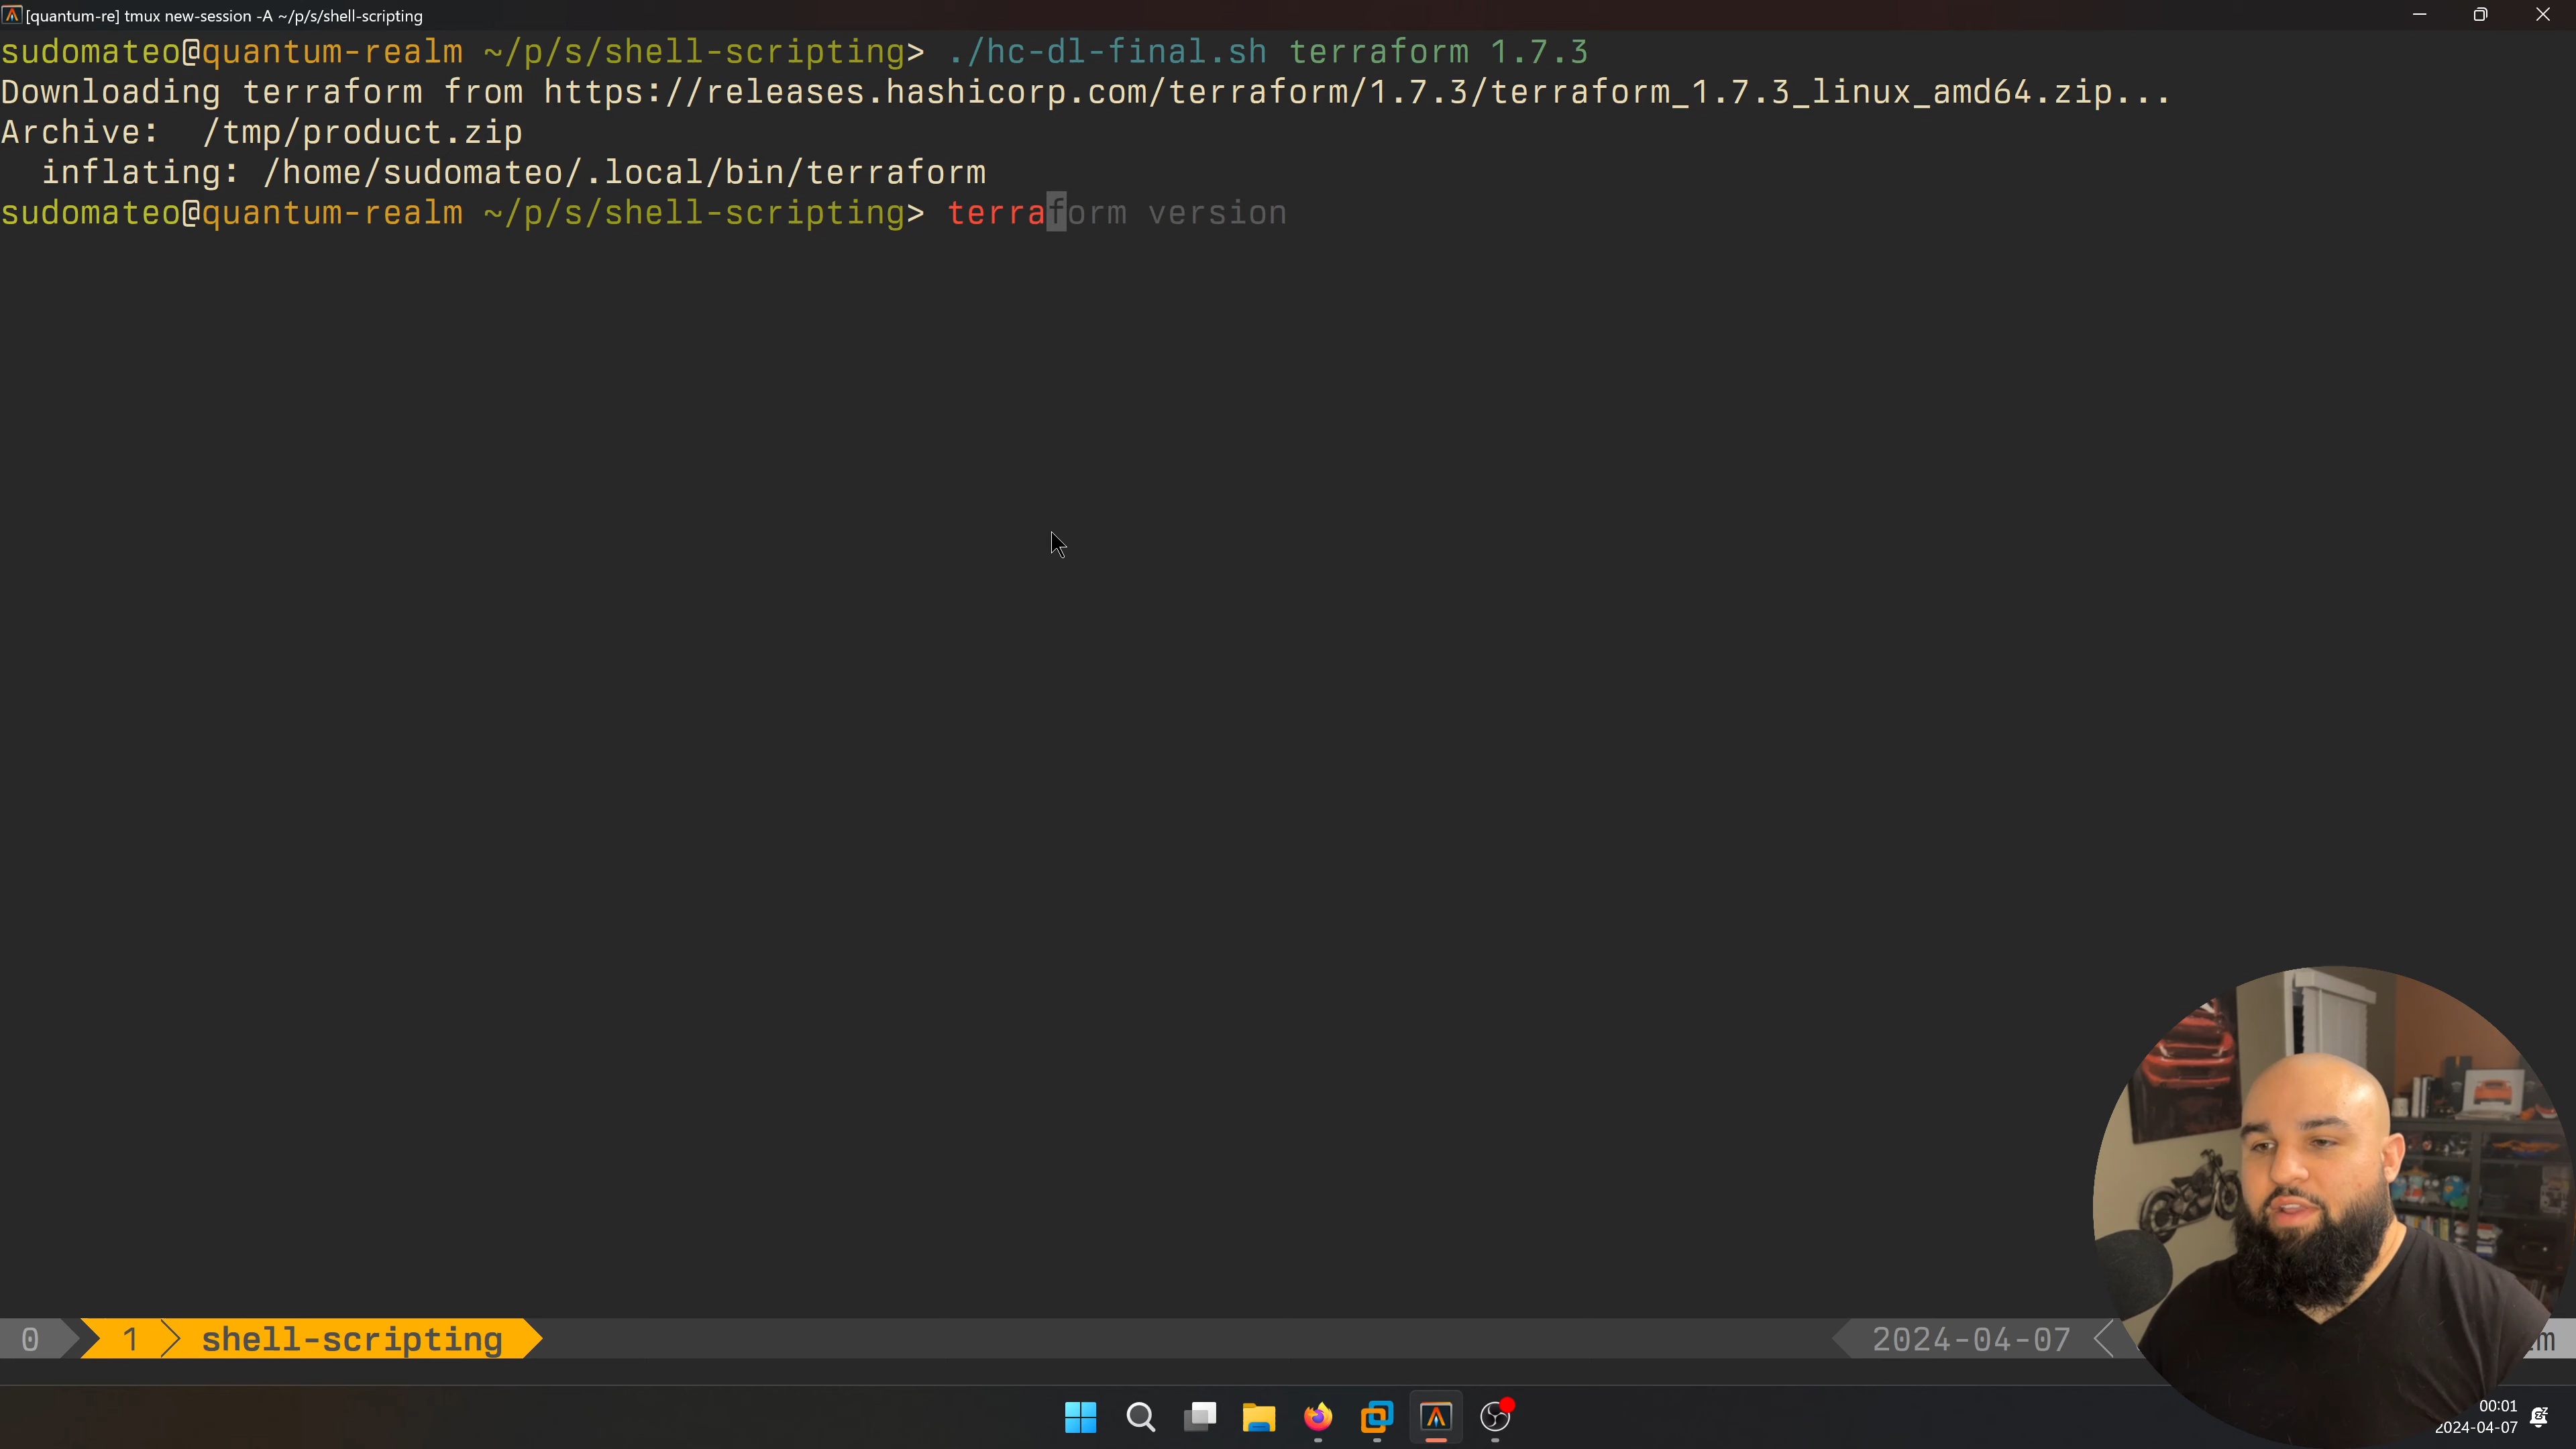 [quantum-re] tmux new-session -A ~/p/s/shell-scripting
sudomateo@quantum-realm ~/p/s/shell-scripting> ./hc-dl-final.sh terraform 1.7.3
Downloading terraform from https://releases.hashicorp.com/terraform/1.7.3/terraform_1.7.3_linux_amd64.zip...
Archive:  /tmp/product.zip
  inflating: /home/sudomateo/.local/bin/terraform
sudomateo@quantum-realm ~/p/s/shell-scripting> terraform version
0 1 shell-scripting 2024-04-07
00:01
2024-04-07